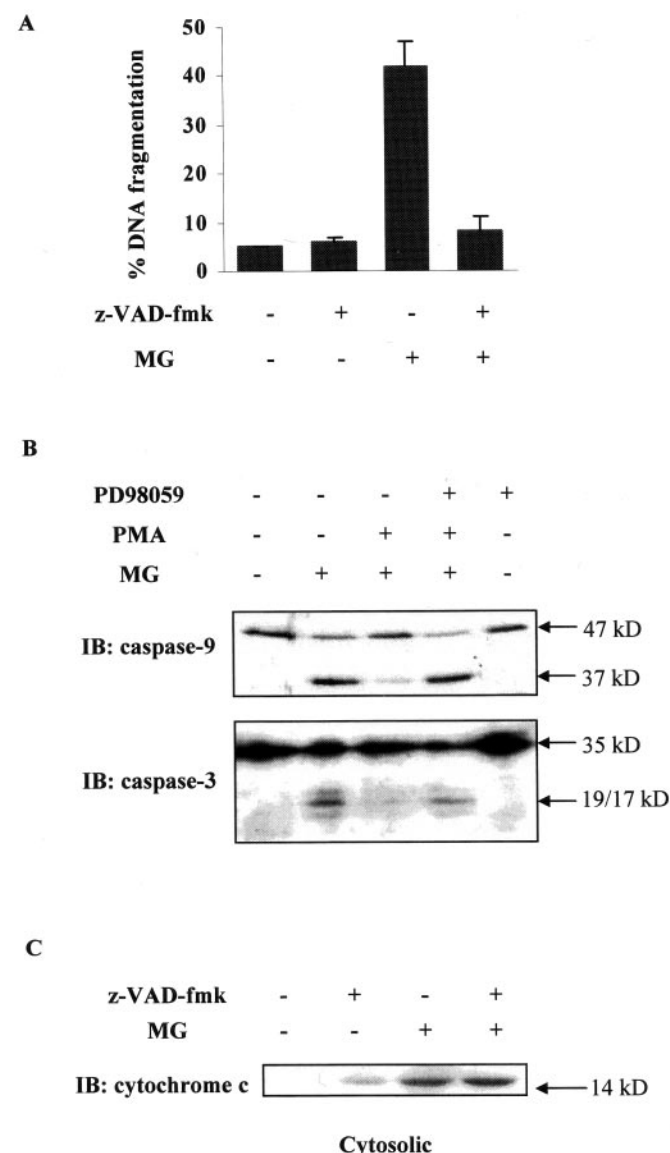 A
50
40
30
20
10
0
% DNA fragmentation
z-VAD-fmk - + - +
MG - - + +
B
PD98059 - - - + +
PMA - - + + -
MG - + + + -
IB: caspase-9
47 kD
37 kD
IB: caspase-3
35 kD
19/17 kD
C
z-VAD-fmk - + - +
MG - - + +
IB: cytochrome c
14 kD
Cytosolic